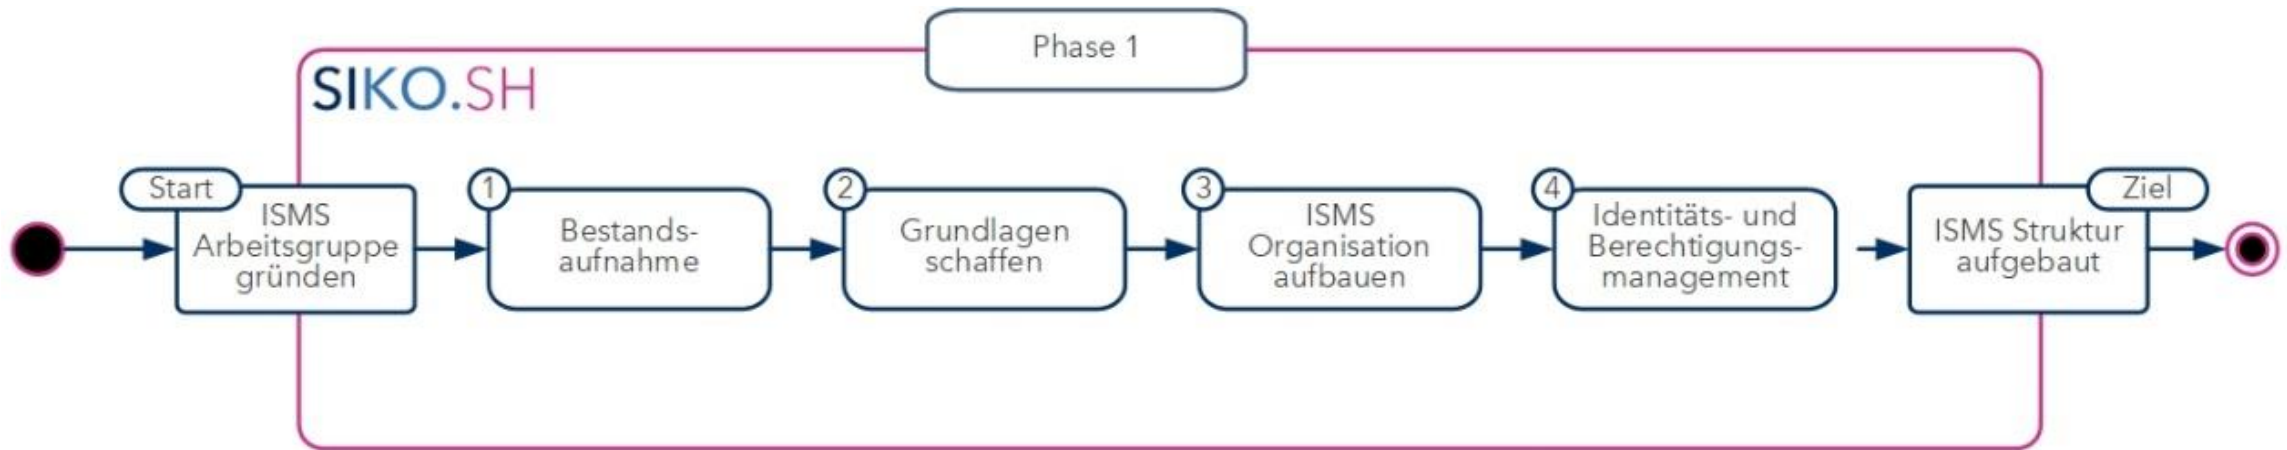 Phase 1
SIKO.SH
Start
ISMS
Arbeitsgruppe
gründen
1
Bestands-
aufnahme
2
Grundlagen
schaffen
3
ISMS
Organisation
aufbauen
4
Identitäts- und
Berechtigungs-
management
Ziel
ISMS Struktur
aufgebaut